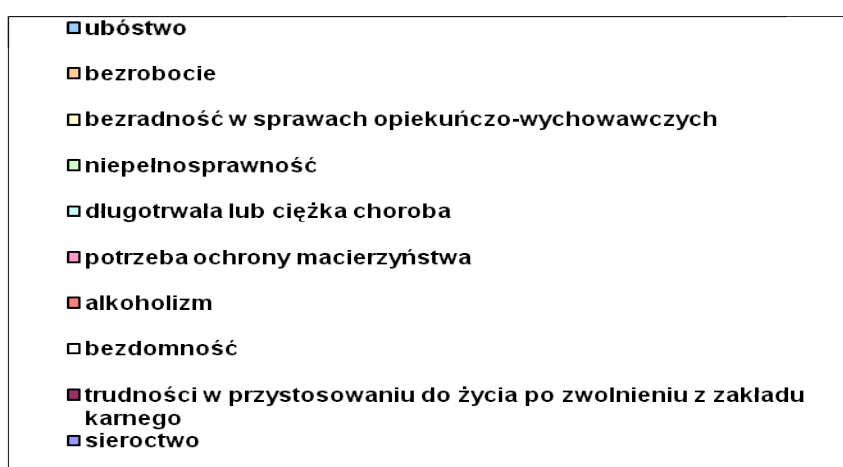 ubóstwo
bezrobocie
bezradność w sprawach opiekuńczo-wychowawczych
niepełnosprawność
długotrwała lub ciężka choroba
potrzeba ochrony macierzyństwa
alkoholizm
bezdomność
trudności w przystosowaniu do życia po zwolnieniu z zakładu
karnego
sieroctwo